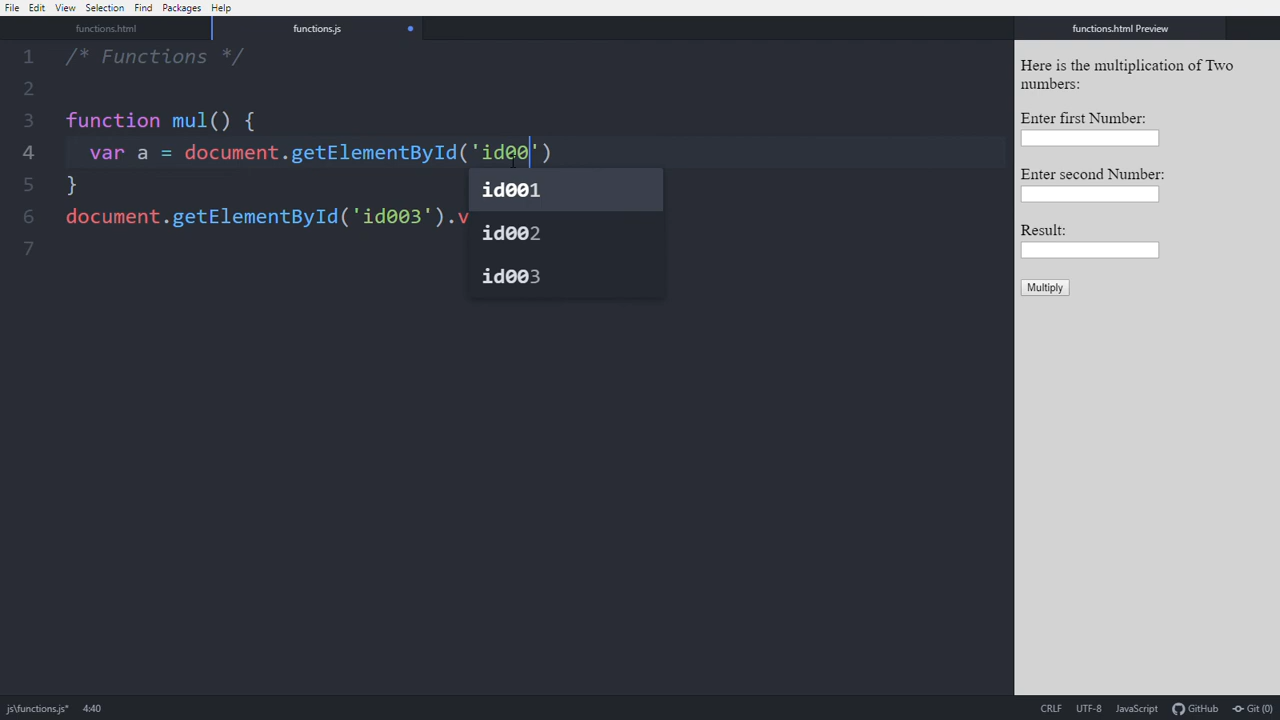 File Edit View Selection Find Packages Help
functions.html
functions.js
functions.html Preview
1 /* Functions */
2
3 function mul() {
4 var a = document.getElementById('id00')
5 }
6 document.getElementById('id003').v
7
id001
id002
id003
Here is the multiplication of Two
numbers:
Enter first Number:
Enter second Number:
Result:
Multiply
js\functions.js* 4:40 CRLF UTF-8 JavaScript GitHub Git (0)